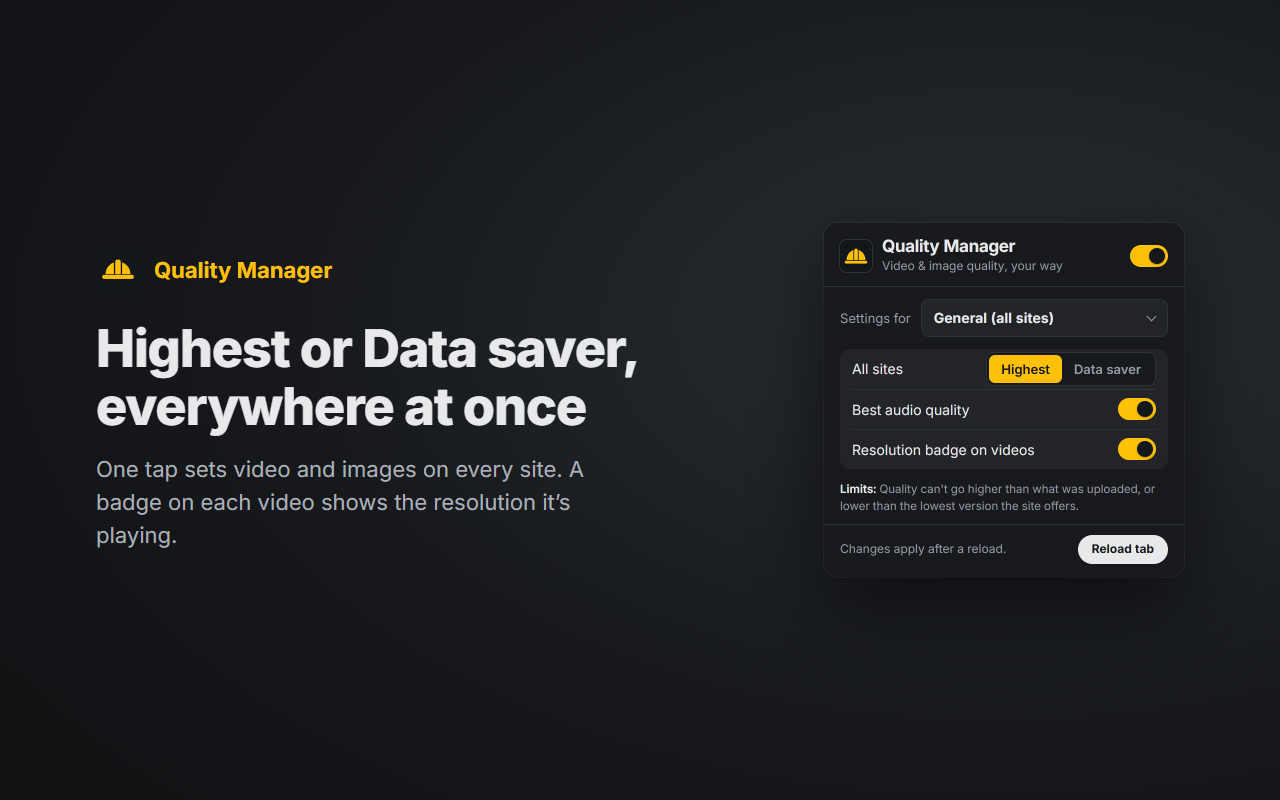 Quality Manager
Highest or Data saver,
everywhere at once
One tap sets video and images on every site. A
badge on each video shows the resolution it’s
playing.
Quality Manager
Video & image quality, your way
Settings for General (all sites)
All sites Highest Data saver
Best audio quality
Resolution badge on videos
Limits: Quality can't go higher than what was uploaded, or
lower than the lowest version the site offers.
Changes apply after a reload. Reload tab